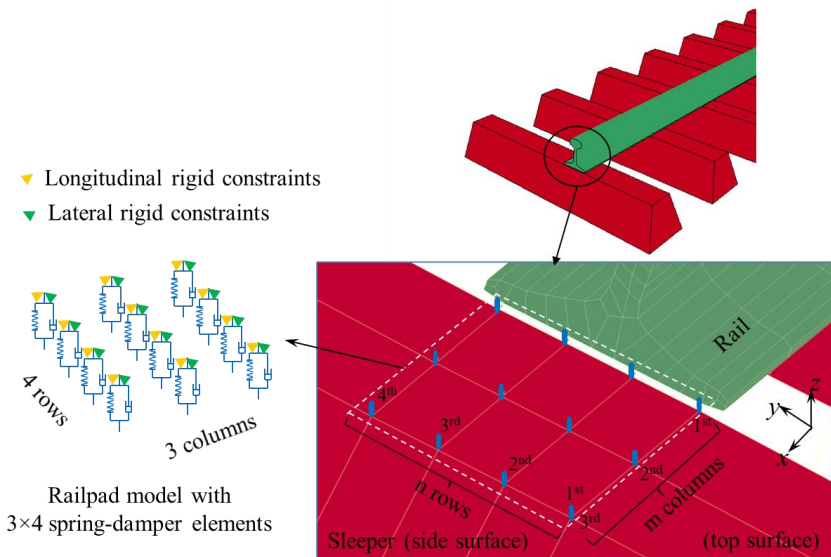 Longitudinal rigid constraints
Lateral rigid constraints
4 rows
3 columns
Railpad model with
3×4 spring-damper elements
Rail
z
y
x
4th
3rd
2nd
1st
1st
2nd
3rd
n rows
m columns
Sleeper (side surface)
(top surface)